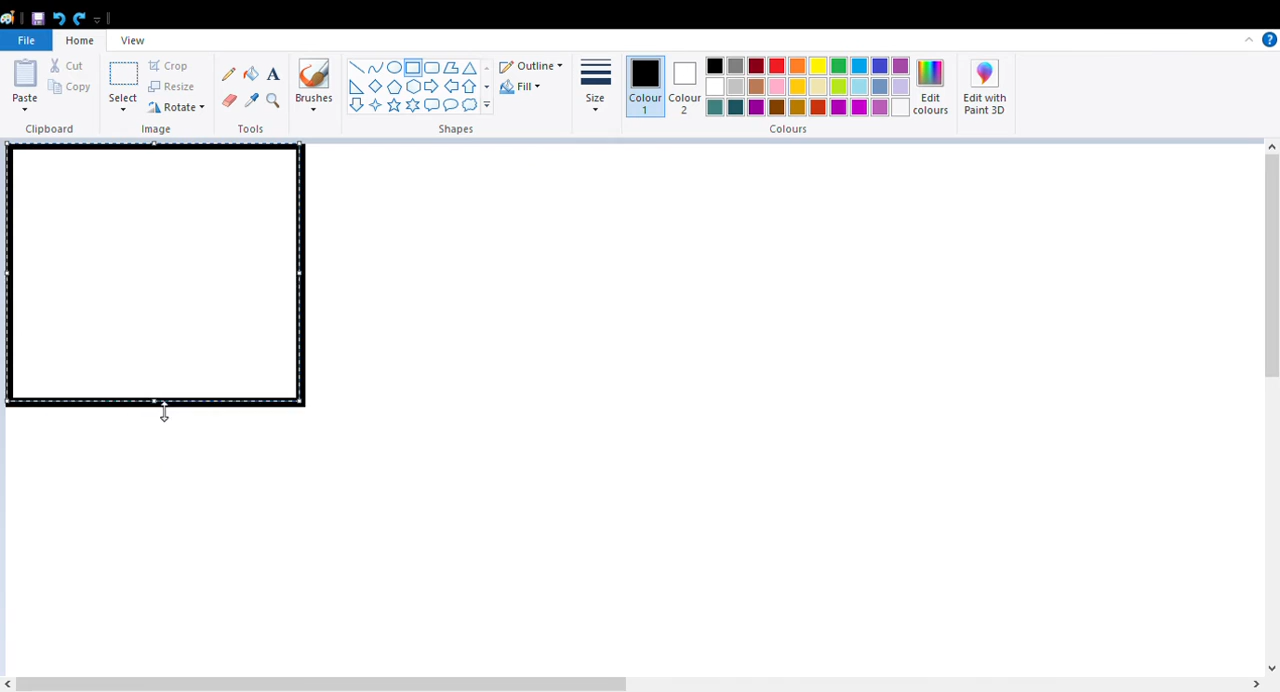 File Home View
Paste
Cut
Copy
Clipboard
Select
Crop
Resize
Rotate
Image
Tools
A
Brushes
Outline
Fill
Shapes
Size
Colour
1
Colour
2
Edit
colours
Colours
Edit with
Paint 3D
?